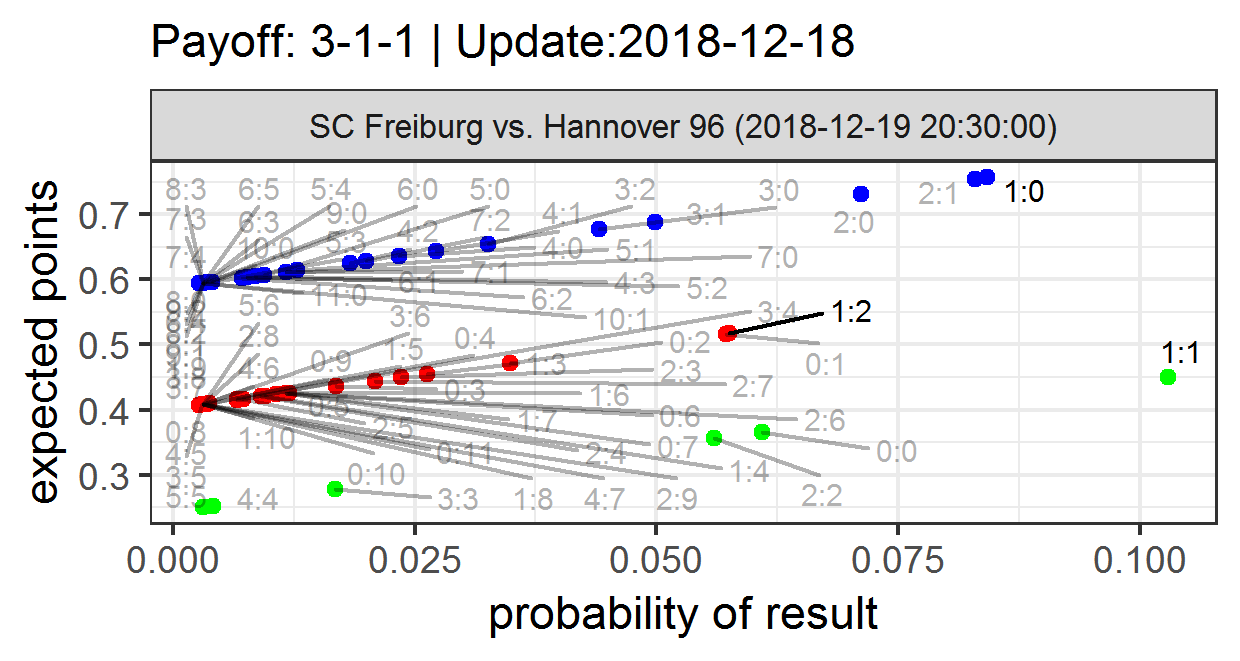 Payoff: 3-1-1 | Update:2018-12-18
SC Freiburg vs. Hannover 96 (2018-12-19 20:30:00)
expected points
0.7
0.6
0.5
0.4
0.3
8:3 6:5 5:4 6:0 5:0 3:2 3:0 2:1 1:0
7:3 6:3 9:0 4:2 7:2 4:1 3:1 2:0
7:4 10:0 5:3 4:0 5:1 7:0
6:1 7:1 4:3 5:2
11:0 6:2
5:6 3:6 10:1 3:4 1:2
2:8 0:4 0:2 0:1 1:1
4:6 0:9 1:5 1:3 2:3 2:7
0:3 1:6
0:5 2:5 1:7 0:6 2:6
0:8 1:10 0:11 2:4 0:7 0:0
4:5
3:5 0:10 1:4
5:5 4:4 3:3 1:8 4:7 2:9 2:2
0.000 0.025 0.050 0.075 0.100
probability of result